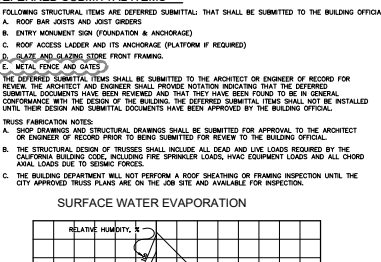 FOLLOWING STRUCTURAL ITEMS ARE DEFERRED SUBMITTAL; THAT SHALL BE SUBMITTED TO THE BUILDING OFFICIA
A. ROOF BAR JOISTS AND JOIST GIRDERS
B. ENTRY MONUMENT SIGN (FOUNDATION & ANCHORAGE)
C. ROOF ACCESS LADDER AND ITS ANCHORAGE (PLATFORM IF REQUIRED)
D. GLAZE AND GLAZING STORE FRONT FRAMING.
E. METAL FENCE AND GATES
THE DEFERRED SUBMITTAL ITEMS SHALL BE SUBMITTED TO THE ARCHITECT OR ENGINEER OF RECORD FOR
REVIEW. THE ARCHITECT AND ENGINEER SHALL PROVIDE NOTATION INDICATING THAT THE DEFERRED
SUBMITTAL DOCUMENTS HAVE BEEN REVIEWED AND THAT THEY HAVE BEEN FOUND TO BE IN GENERAL
CONFORMANCE WITH THE DESIGN OF THE BUILDING. THE DEFERRED SUBMITTAL ITEMS SHALL NOT BE INSTALLED
UNTIL THEIR DESIGN AND SUBMITTAL DOCUMENTS HAVE BEEN APPROVED BY THE BUILDING OFFICIAL.
TRUSS FABRICATION NOTES:
A. SHOP DRAWINGS AND STRUCTURAL DRAWINGS SHALL BE SUBMITTED FOR APPROVAL TO THE ARCHITECT
OR ENGINEER OF RECORD PRIOR TO BEING SUBMITTED FOR REVIEW TO THE BUILDING OFFICIAL.
B. THE STRUCTURAL DESIGN OF TRUSSES SHALL INCLUDE ALL DEAD AND LIVE LOADS REQUIRED BY THE
CALIFORNIA BUILDING CODE, INCLUDING FIRE SPRINKLER LOADS, HVAC EQUIPMENT LOADS AND ALL CHORD
AXIAL LOADS DUE TO SEISMIC FORCES.
C. THE BUILDING DEPARTMENT WILL NOT PERFORM A ROOF SHEATHING OR FRAMING INSPECTION UNTIL THE
CITY APPROVED TRUSS PLANS ARE ON THE JOB SITE AND AVAILABLE FOR INSPECTION.
SURFACE WATER EVAPORATION
RELATIVE HUMIDITY, %